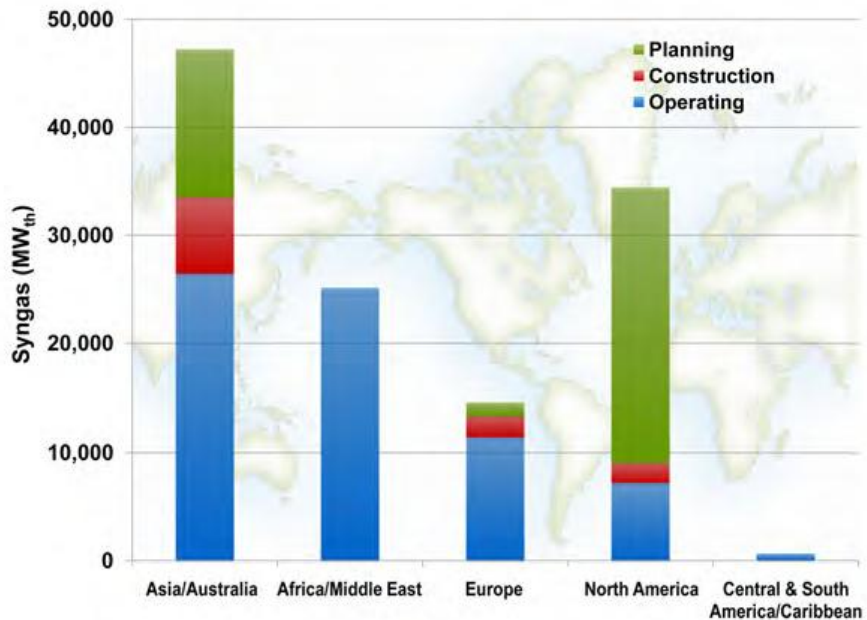 50,000
40,000
30,000
20,000
10,000
0
Syngas (MWth)
Planning
Construction
Operating
Asia/Australia
Africa/Middle East
Europe
North America
Central & South
America/Caribbean